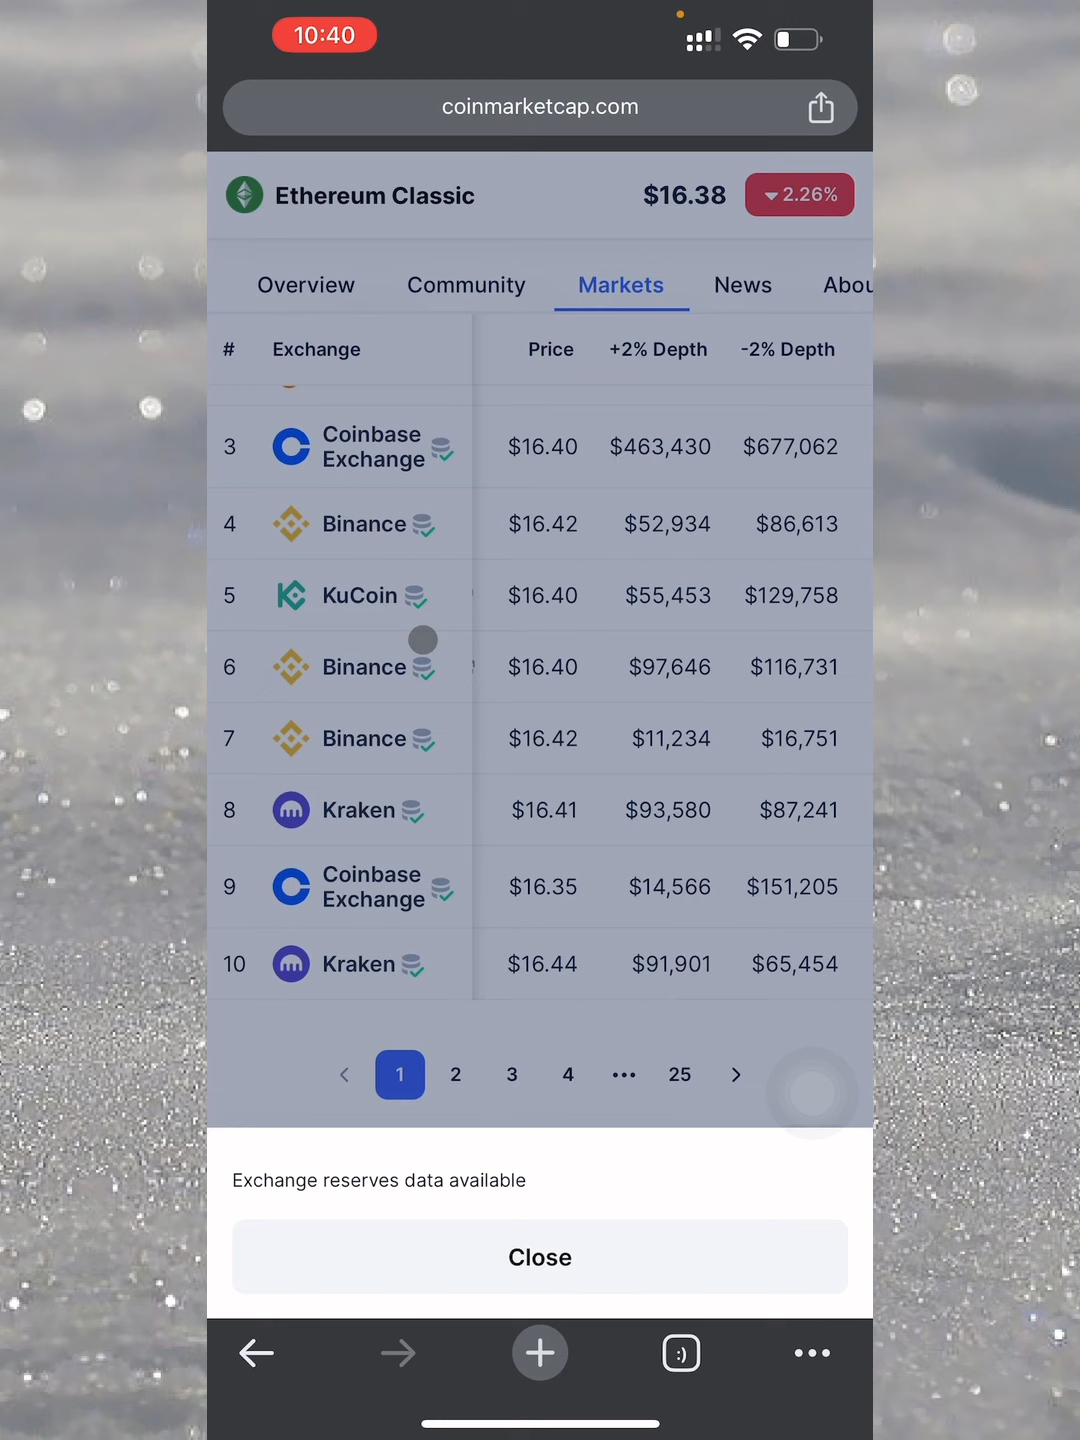 10:40
coinmarketcap.com
Ethereum Classic $16.38 2.26%
Overview Community Markets News Abou
# Exchange Price +2% Depth -2% Depth
3 Coinbase Exchange $16.40 $463,430 $677,062
4 Binance $16.42 $52,934 $86,613
5 KuCoin $16.40 $55,453 $129,758
6 Binance $16.40 $97,646 $116,731
7 Binance $16.42 $11,234 $16,751
8 Kraken $16.41 $93,580 $87,241
9 Coinbase Exchange $16.35 $14,566 $151,205
10 Kraken $16.44 $91,901 $65,454
1 2 3 4 ••• 25
Exchange reserves data available
Close
:)